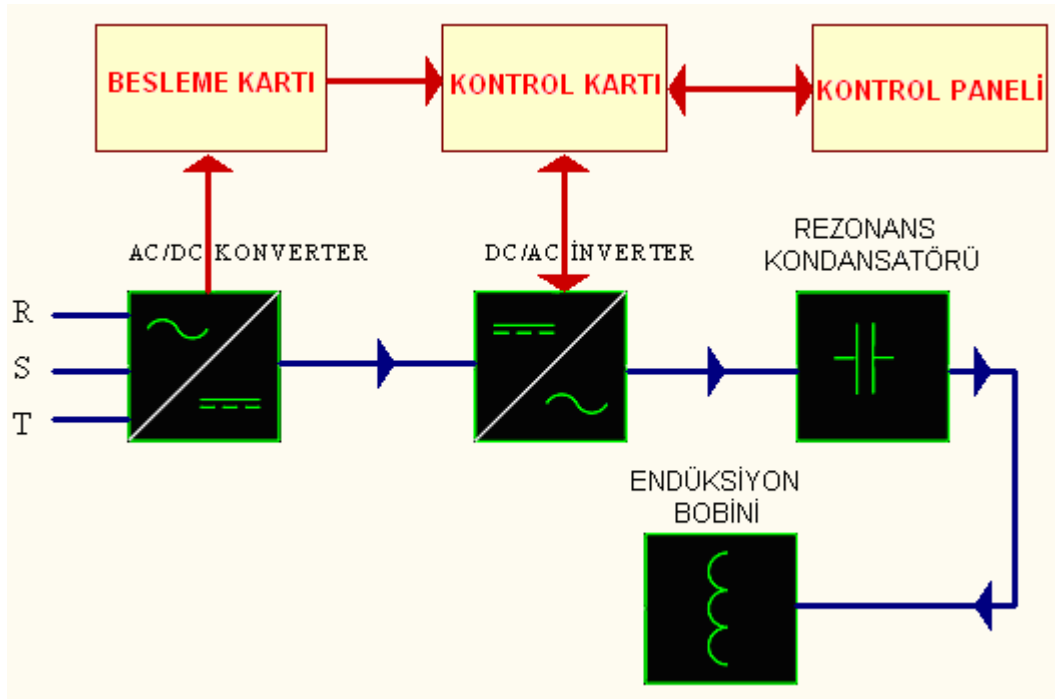 BESLEME KARTI
KONTROL KARTI
KONTROL PANELİ
AC/DC KONVERTER
DC/AC İNVERTER
REZONANS
KONDANSATÖRÜ
R
S
T
ENDÜKSİYON
BOBİNİ